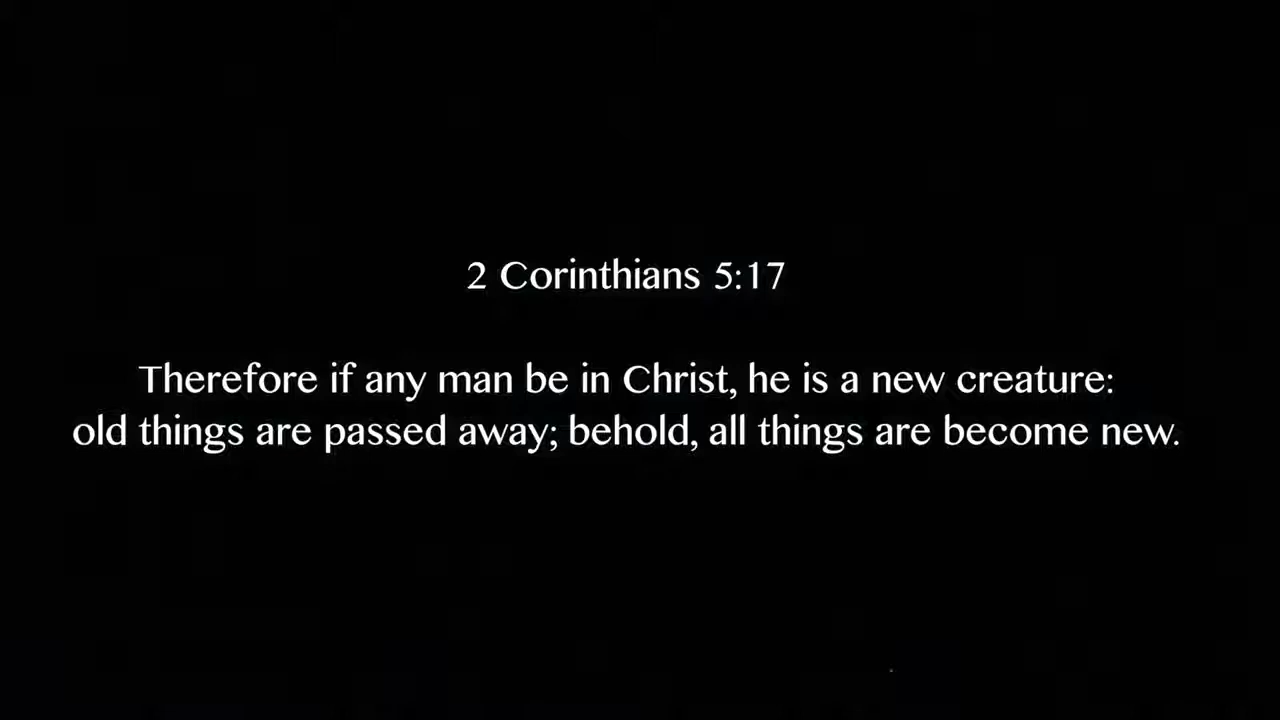 2 Corinthians 5:17
Therefore if any man be in Christ, he is a new creature:
old things are passed away; behold, all things are become new.